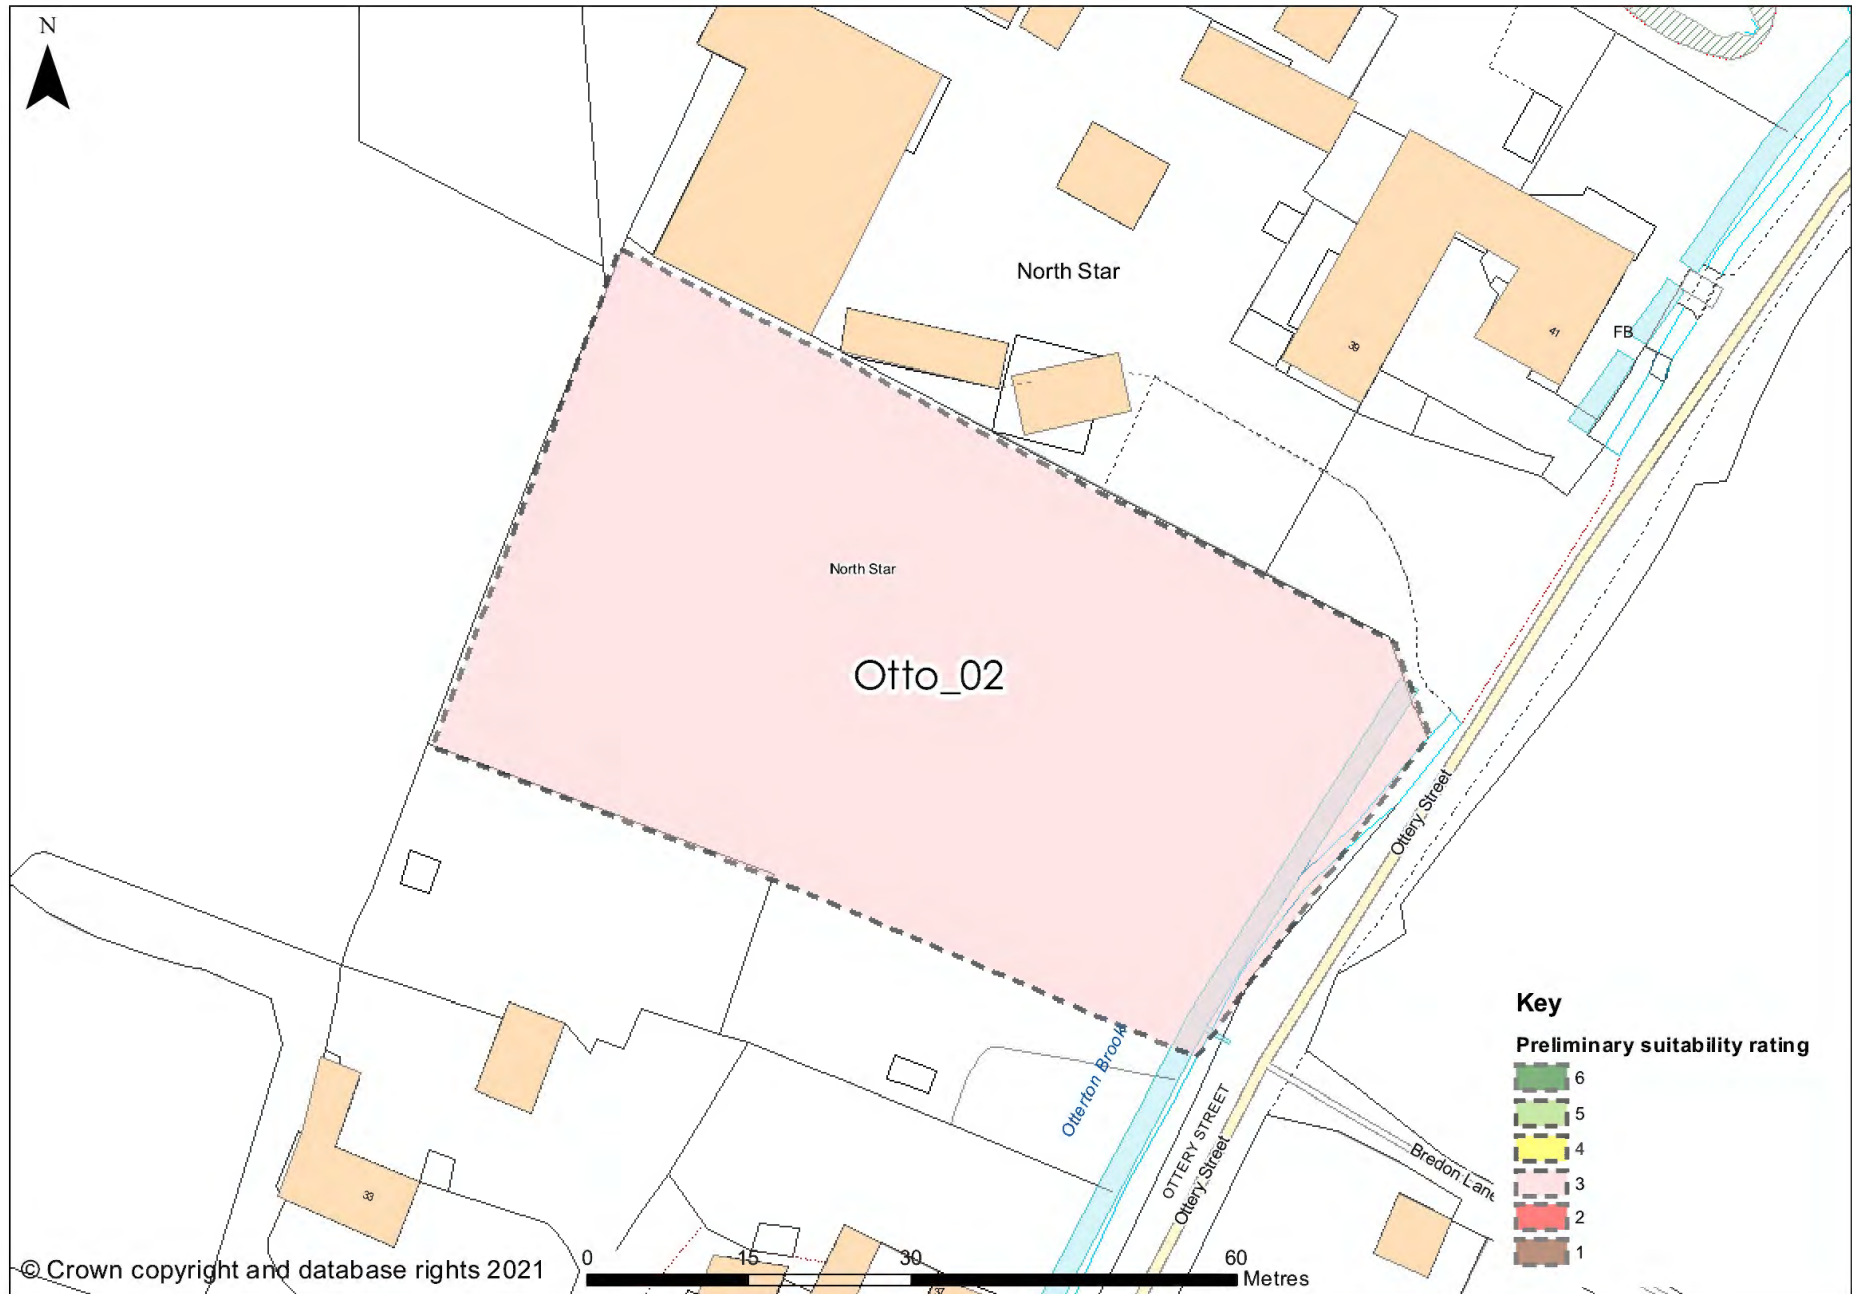 N
North Star
39
41
FB
North Star
Otto_02
Ottery Street
Otterton Brook
OTTERY STREET
Ottery Street
Bredon Lane
33
37
Key
Preliminary suitability rating
6
5
4
3
2
1
0 15 30 60
Metres
© Crown copyright and database rights 2021